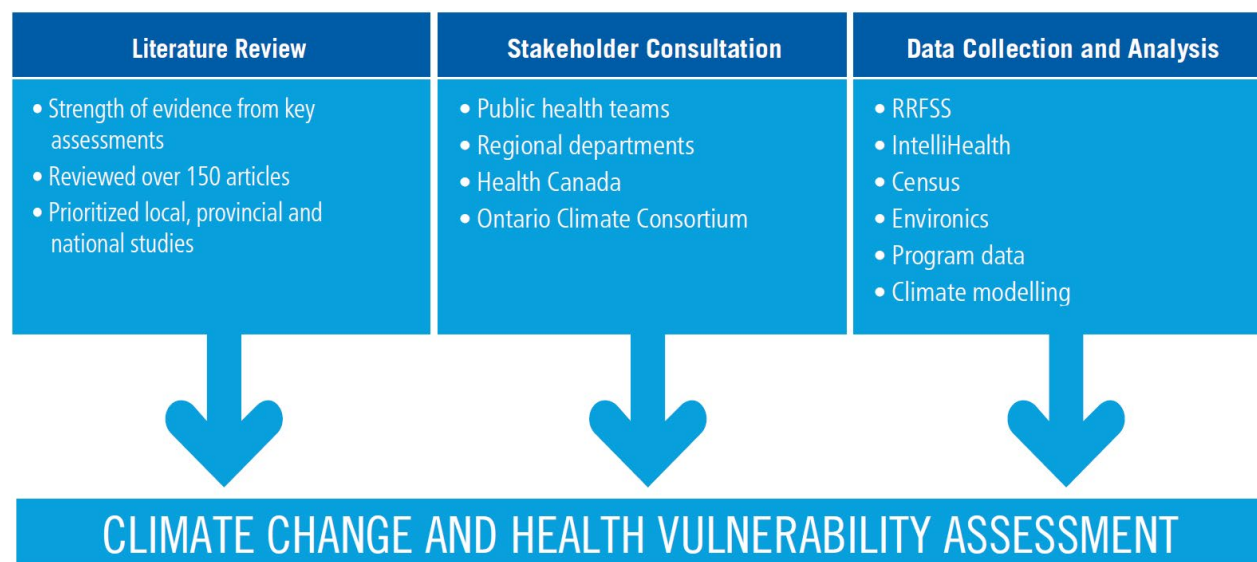 Literature Review
• Strength of evidence from key
assessments
• Reviewed over 150 articles
• Prioritized local, provincial and
national studies
Stakeholder Consultation
• Public health teams
• Regional departments
• Health Canada
• Ontario Climate Consortium
Data Collection and Analysis
• RRFSS
• IntelliHealth
• Census
• Environics
• Program data
• Climate modelling
CLIMATE CHANGE AND HEALTH VULNERABILITY ASSESSMENT